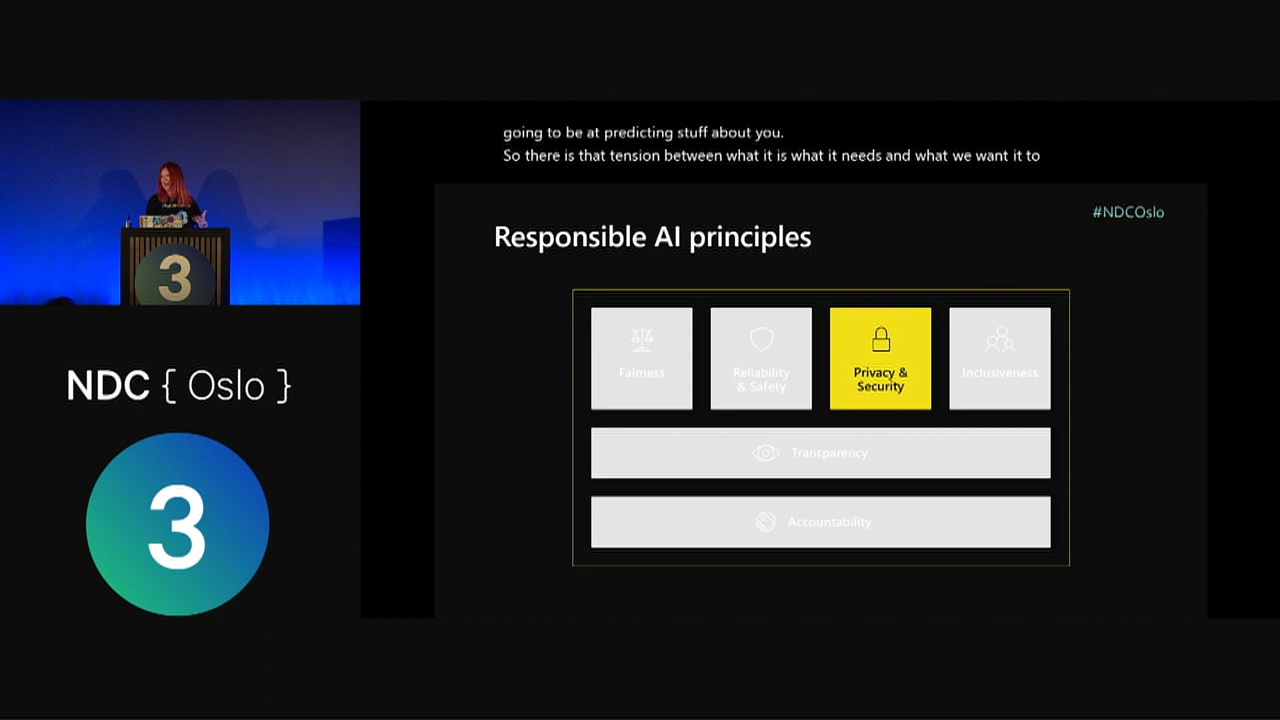 going to be at predicting stuff about you.
So there is that tension between what it is what it needs and what we want it to
#NDCOslo
Responsible AI principles
Fairness
Reliability
& Safety
Privacy &
Security
Inclusiveness
Transparency
Accountability
3
NDC { Oslo }
3